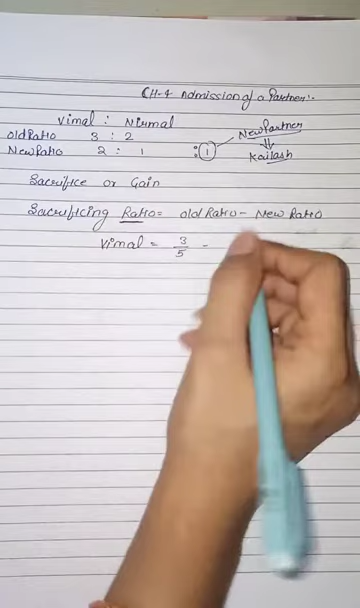 CH-4 Admission of a Partner:-
Vimal : Nirmal
Old Ratio 3 : 2
New Ratio 2 : 1 : 1
New Partner
⇓
Kailash
Sacrifice or Gain
Sacrificing Ratio = Old Ratio - New Ratio
Vimal = 3/5 -